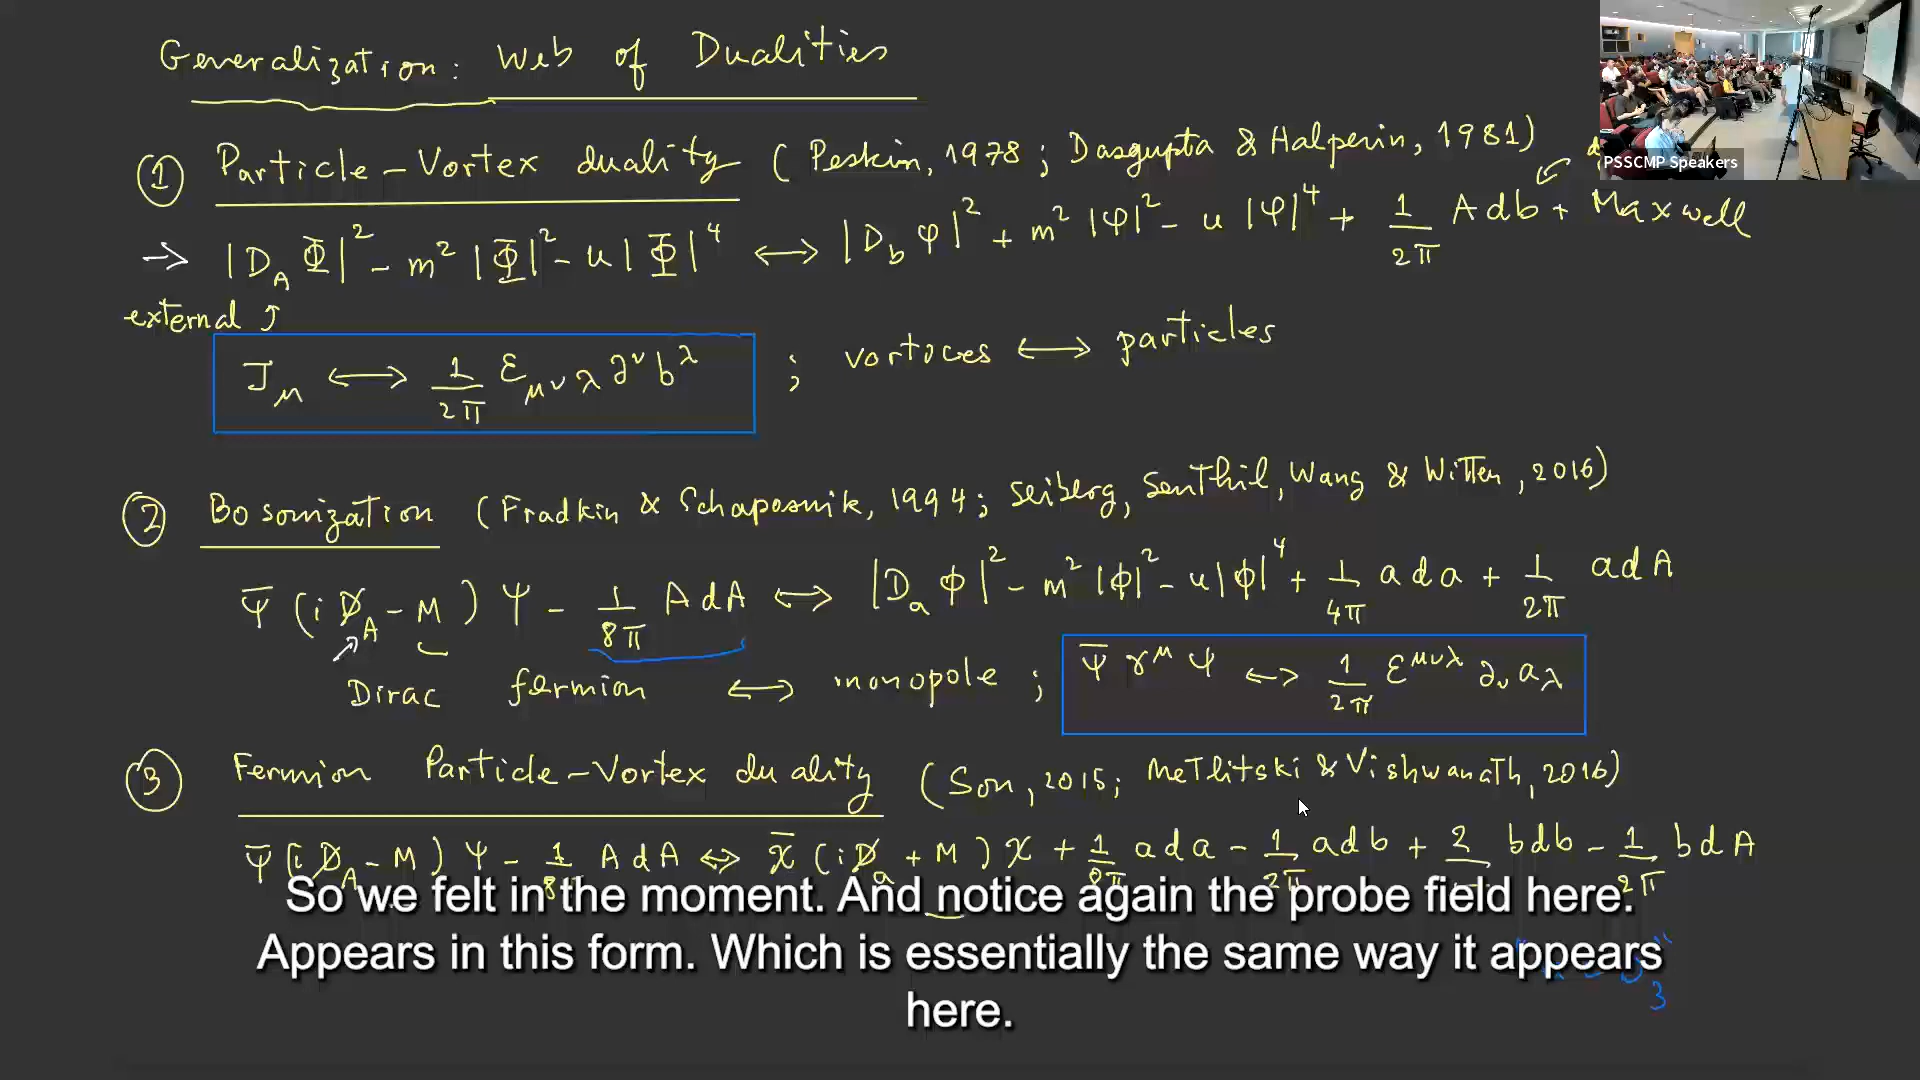 Generalization: Web of Dualities
① Particle-Vortex duality (Peskin, 1978; Dasgupta & Halperin, 1981)
PSSCMP Speakers
→ |D_A Φ|² - m² |Φ|² - u |Φ|⁴ ⟷ |D_b φ|² + m² |φ|² - u |φ|⁴ + 1/2π Adb + Maxwell
external ↑
J_μ ⟷ 1/2π ε_μνλ ∂^ν b^λ ; vortices ⟷ particles
② Bosonization (Fradkin & Schaposnik, 1994; Seiberg, Senthil, Wang & Witten, 2016)
Ψ̄ (i D̸_A - M) Ψ - 1/8π AdA ⟷ |D_a ϕ|² - m² |ϕ|² - u|ϕ|⁴ + 1/4π ada + 1/2π adA
Dirac fermion ⟷ monopole ; Ψ̄ γ^μ Ψ ⟷ 1/2π ε^μνλ ∂_ν a_λ
③ Fermion Particle-Vortex duality (Son, 2015; Metlitski & Vishwanath, 2016)
Ψ̄ (i D̸_A - M) Ψ - 1/8π AdA ⟷ χ̄ (i D̸_a + M) χ + 1/8π ada - 1/2π adb + 2/ bdb - 1/2π bdA
So we felt in the moment. And notice again the probe field here.
Appears in this form. Which is essentially the same way it appears
here.
3